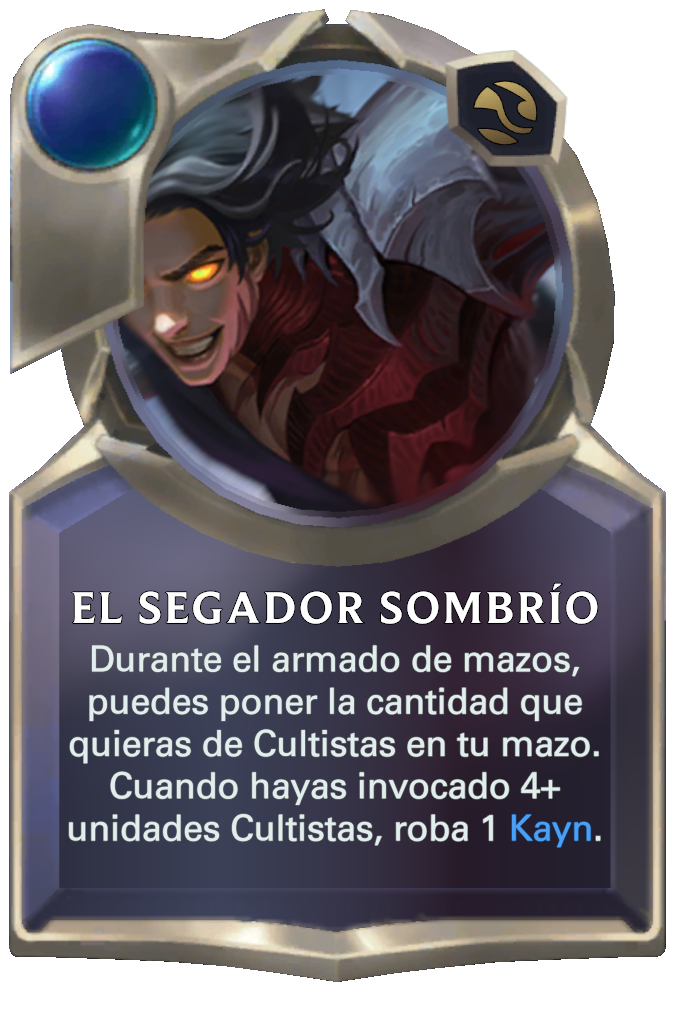 EL SEGADOR SOMBRÍO
Durante el armado de mazos,
puedes poner la cantidad que
quieras de Cultistas en tu mazo.
Cuando hayas invocado 4+
unidades Cultistas, roba 1 Kayn.